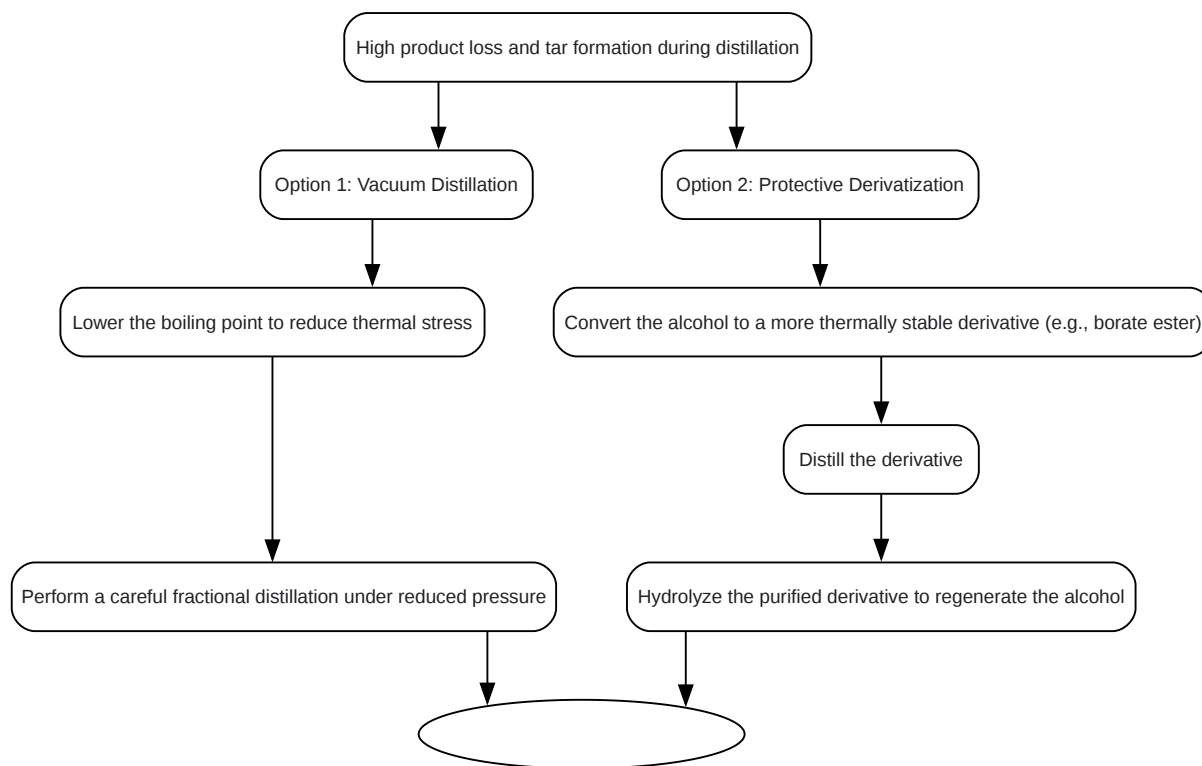 High product loss and tar formation during distillation
Option 1: Vacuum Distillation
Option 2: Protective Derivatization
Lower the boiling point to reduce thermal stress
Convert the alcohol to a more thermally stable derivative (e.g., borate ester)
Distill the derivative
Perform a careful fractional distillation under reduced pressure
Hydrolyze the purified derivative to regenerate the alcohol